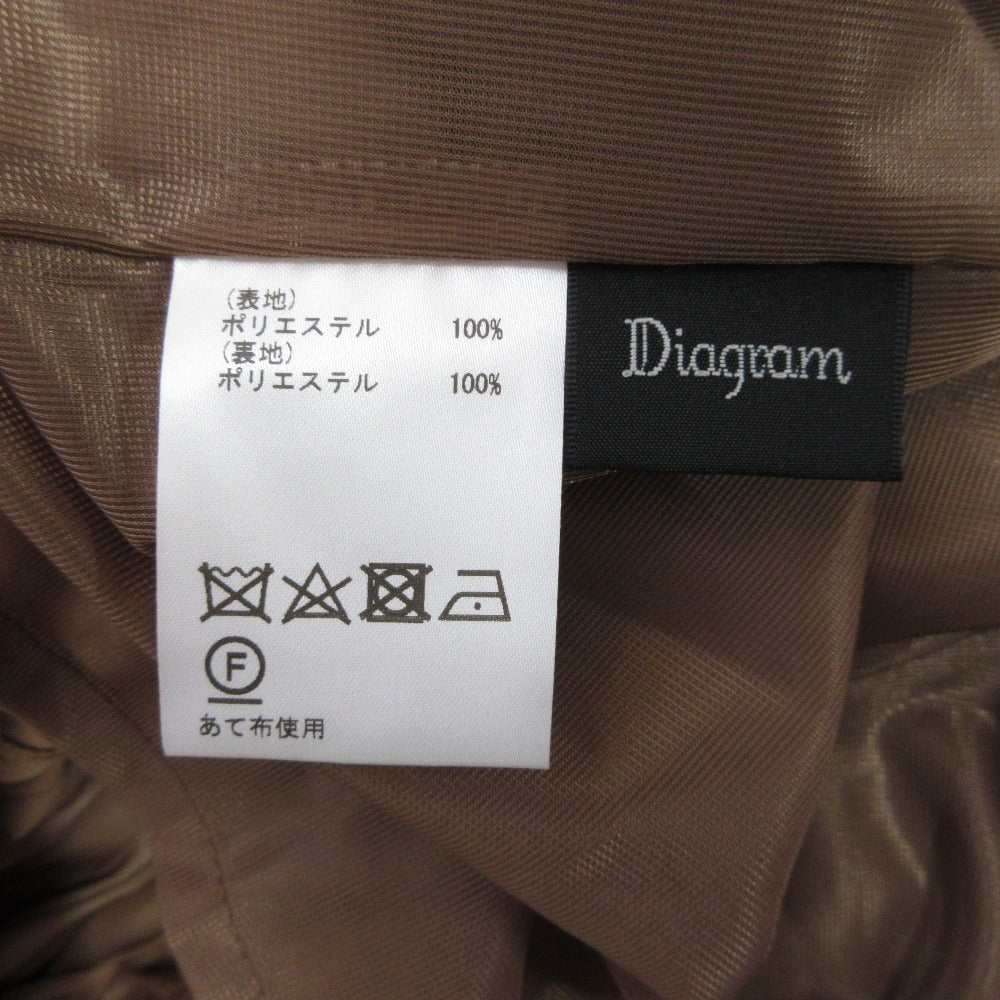 (表地)
ポリエステル 100%
(裏地)
ポリエステル 100%
F
あて布使用
Diagram